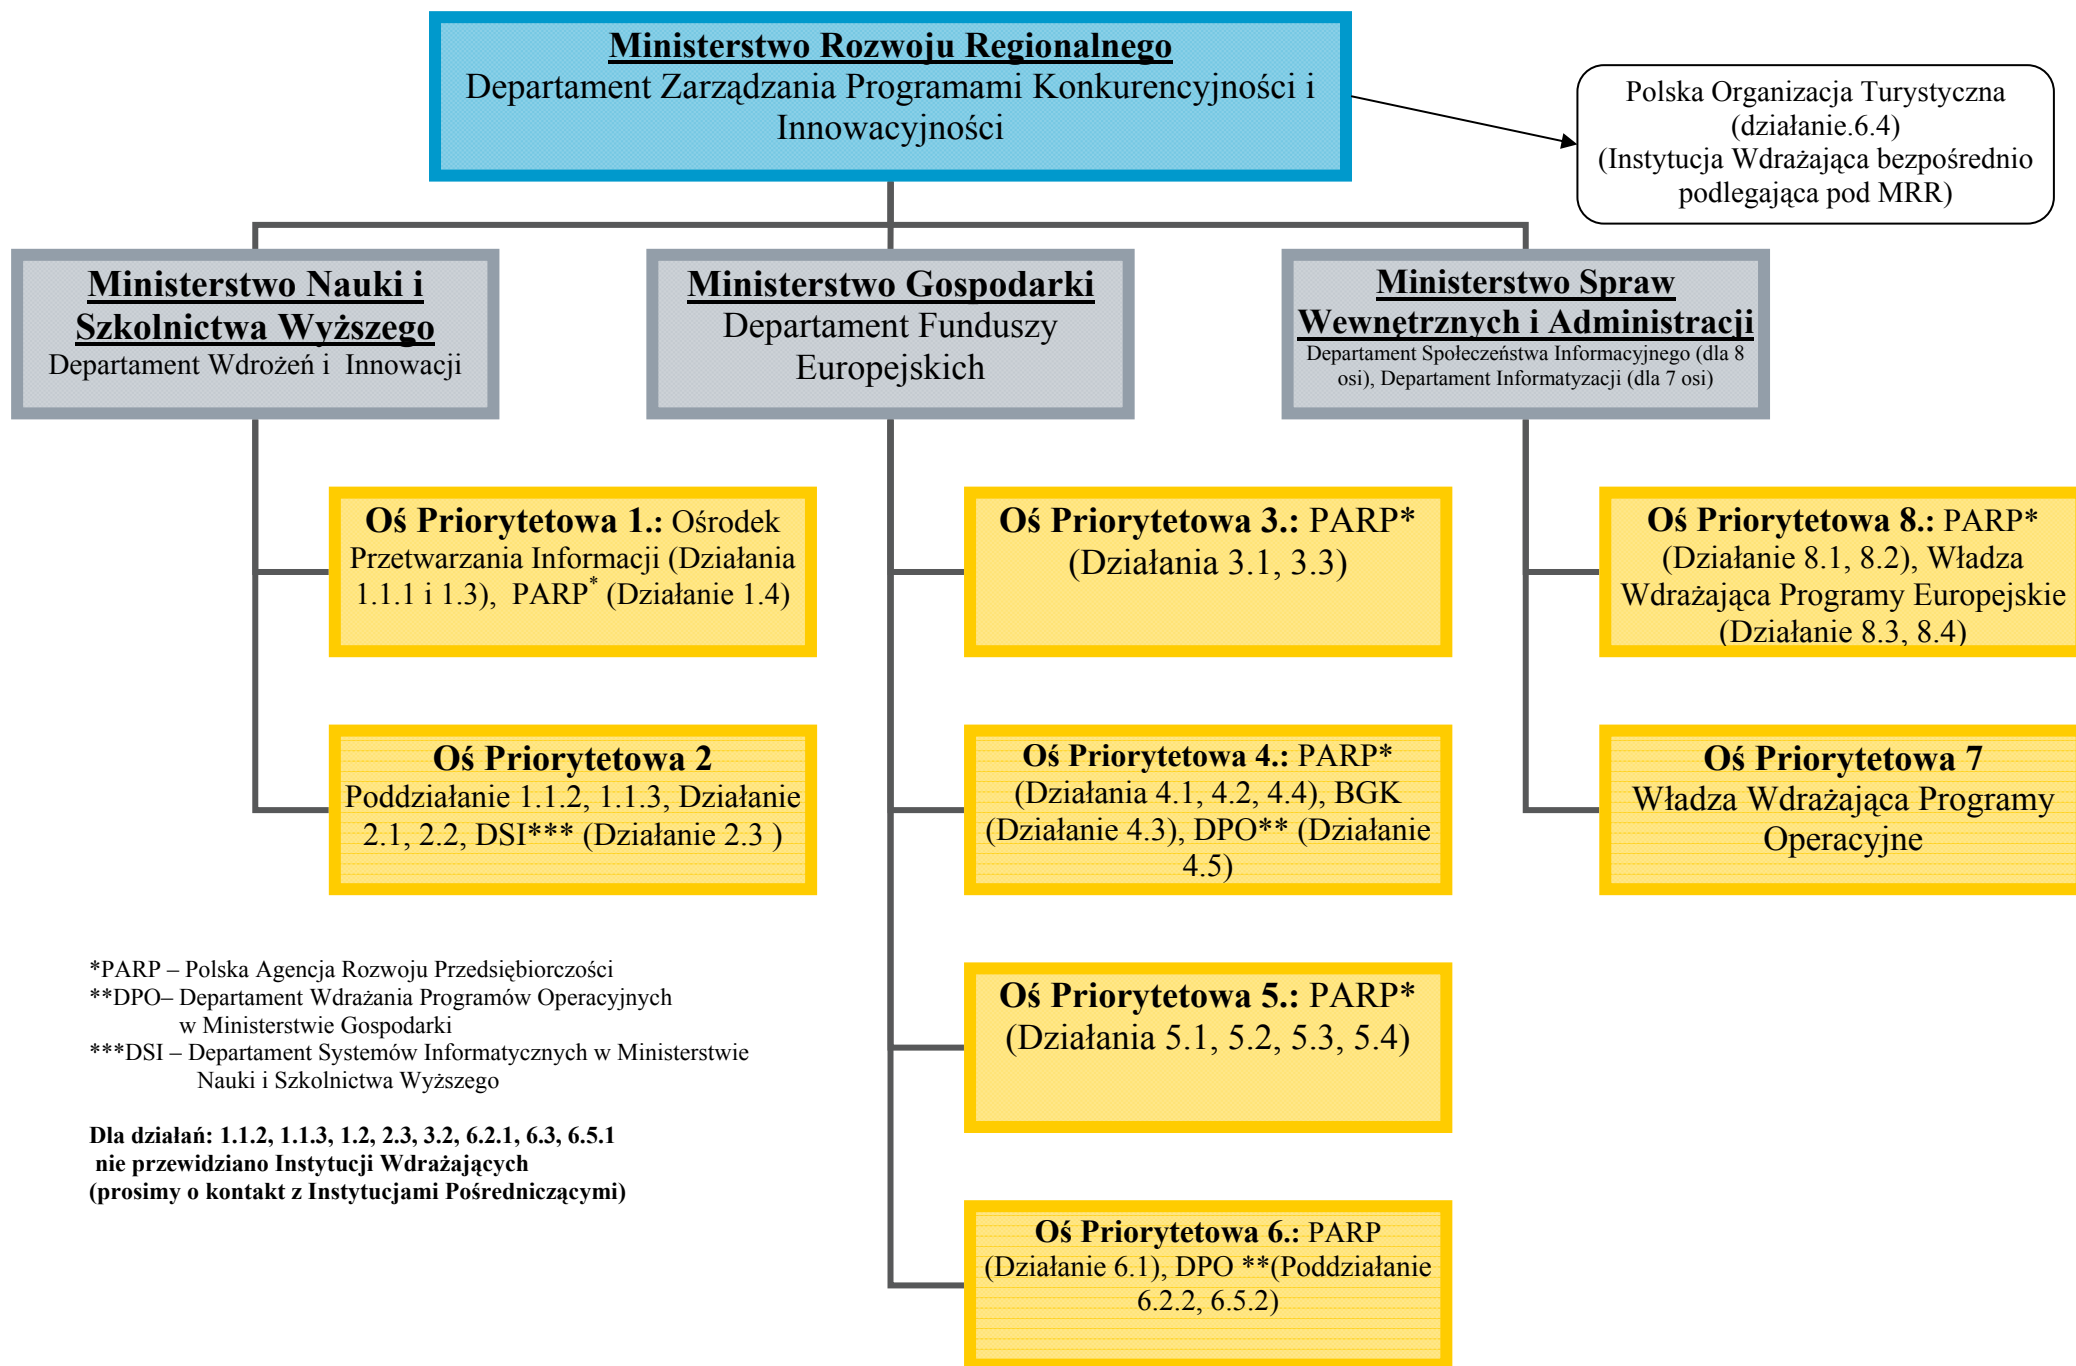 Ministerstwo Rozwoju Regionalnego
Departament Zarządzania Programami Konkurencyjności i
Innowacyjności
Polska Organizacja Turystyczna
(działanie.6.4)
(Instytucja Wdrażająca bezpośrednio
podlegająca pod MRR)
Ministerstwo Nauki i
Szkolnictwa Wyższego
Departament Wdrożeń i  Innowacji
Ministerstwo Gospodarki
Departament Funduszy
Europejskich
Ministerstwo Spraw
Wewnętrznych i Administracji
Departament Społeczeństwa Informacyjnego (dla 8
osi), Departament Informatyzacji (dla 7 osi)
Oś Priorytetowa 1.: Ośrodek
Przetwarzania Informacji (Działania
1.1.1 i 1.3),  PARP* (Działanie 1.4)
Oś Priorytetowa 3.: PARP*
(Działania 3.1, 3.3)
Oś Priorytetowa 8.: PARP*
(Działanie 8.1, 8.2), Władza
Wdrażająca Programy Europejskie
(Działanie 8.3, 8.4)
Oś Priorytetowa 2
Poddziałanie 1.1.2, 1.1.3, Działanie
2.1, 2.2, DSI*** (Działanie 2.3 )
Oś Priorytetowa 4.: PARP*
(Działania 4.1, 4.2, 4.4), BGK
(Działanie 4.3), DPO** (Działanie
4.5)
Oś Priorytetowa 7
Władza Wdrażająca Programy
Operacyjne
Oś Priorytetowa 5.: PARP*
(Działania 5.1, 5.2, 5.3, 5.4)
Oś Priorytetowa 6.: PARP
(Działanie 6.1), DPO **(Poddziałanie
6.2.2, 6.5.2)
*PARP – Polska Agencja Rozwoju Przedsiębiorczości
**DPO– Departament Wdrażania Programów Operacyjnych
w Ministerstwie Gospodarki
***DSI – Departament Systemów Informatycznych w Ministerstwie
Nauki i Szkolnictwa Wyższego
Dla działań: 1.1.2, 1.1.3, 1.2, 2.3, 3.2, 6.2.1, 6.3, 6.5.1
nie przewidziano Instytucji Wdrażających
(prosimy o kontakt z Instytucjami Pośredniczącymi)